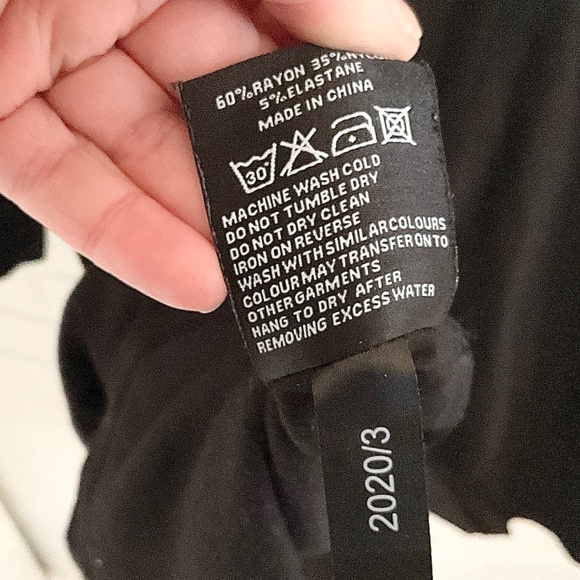 60%RAYON 35%NYLON
5%ELASTANE
MADE IN CHINA
30°
MACHINE WASH COLD
DO NOT TUMBLE DRY
DO NOT DRY CLEAN
IRON ON REVERSE
WASH WITH SIMILAR COLOURS
COLOUR MAY TRANSFER ONTO
OTHER GARMENTS
HANG TO DRY AFTER
REMOVING EXCESS WATER
2020/3